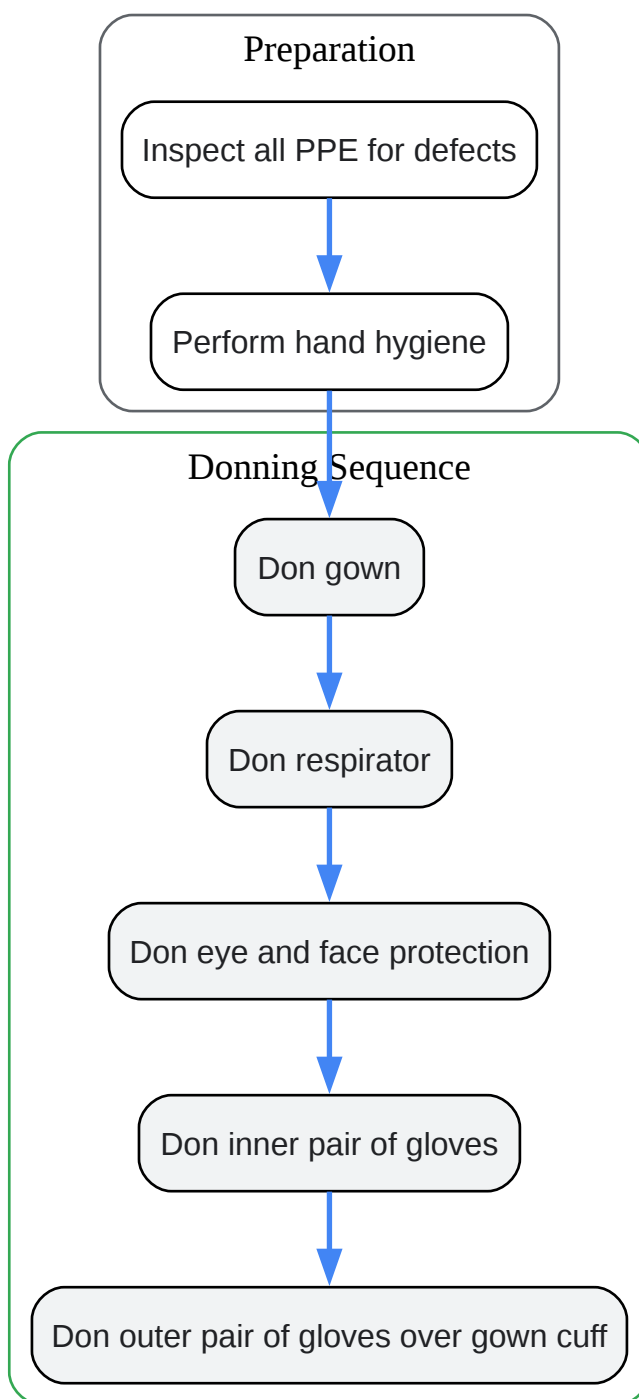 Preparation
Inspect all PPE for defects
Perform hand hygiene
Donning Sequence
Don gown
Don respirator
Don eye and face protection
Don inner pair of gloves
Don outer pair of gloves over gown cuff